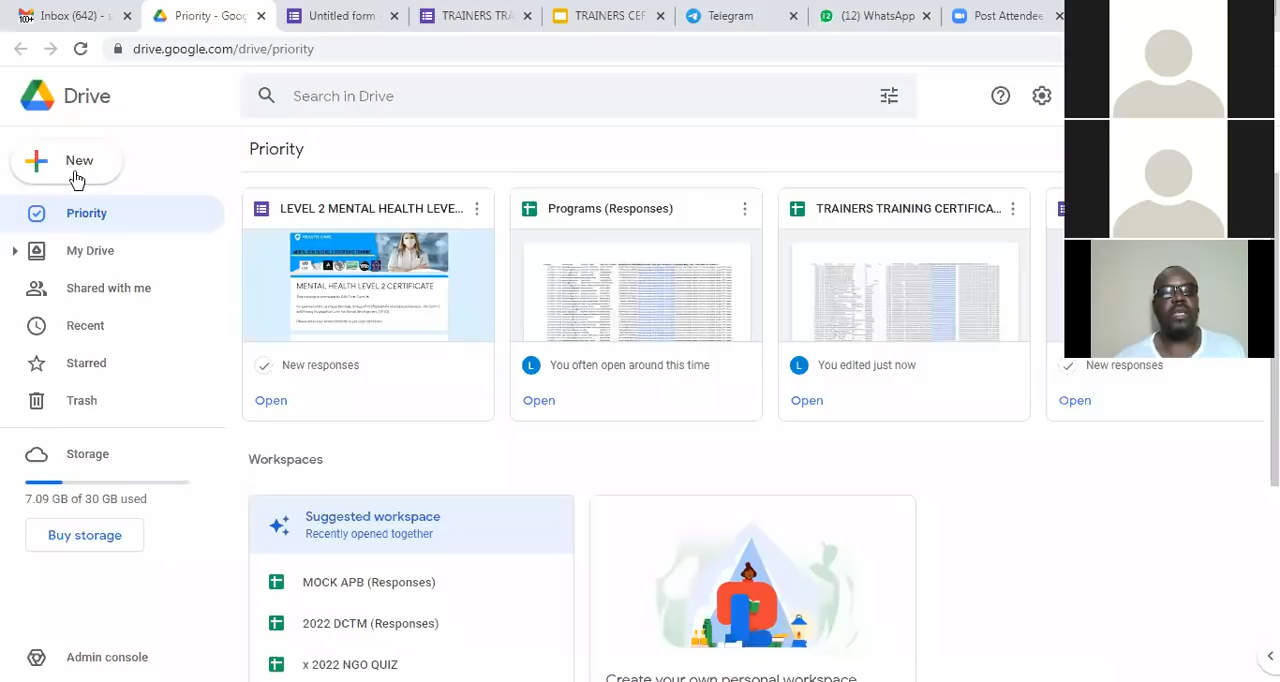 Inbox (642) - s
Priority - Goog
Untitled form -
TRAINERS TRA
TRAINERS CER
Telegram
(12) WhatsApp
Post Attendee
drive.google.com/drive/priority
Drive
Search in Drive
New
Priority
My Drive
Shared with me
Recent
Starred
Trash
Storage
7.09 GB of 30 GB used
Buy storage
Admin console
Priority
LEVEL 2 MENTAL HEALTH LEVE...
MENTAL HEALTH LEVEL 2 CERTIFICATE
New responses
Open
Programs (Responses)
You often open around this time
Open
TRAINERS TRAINING CERTIFICA...
You edited just now
Open
New responses
Open
Workspaces
Suggested workspace
Recently opened together
MOCK APB (Responses)
2022 DCTM (Responses)
x 2022 NGO QUIZ
Create your own personal workspace